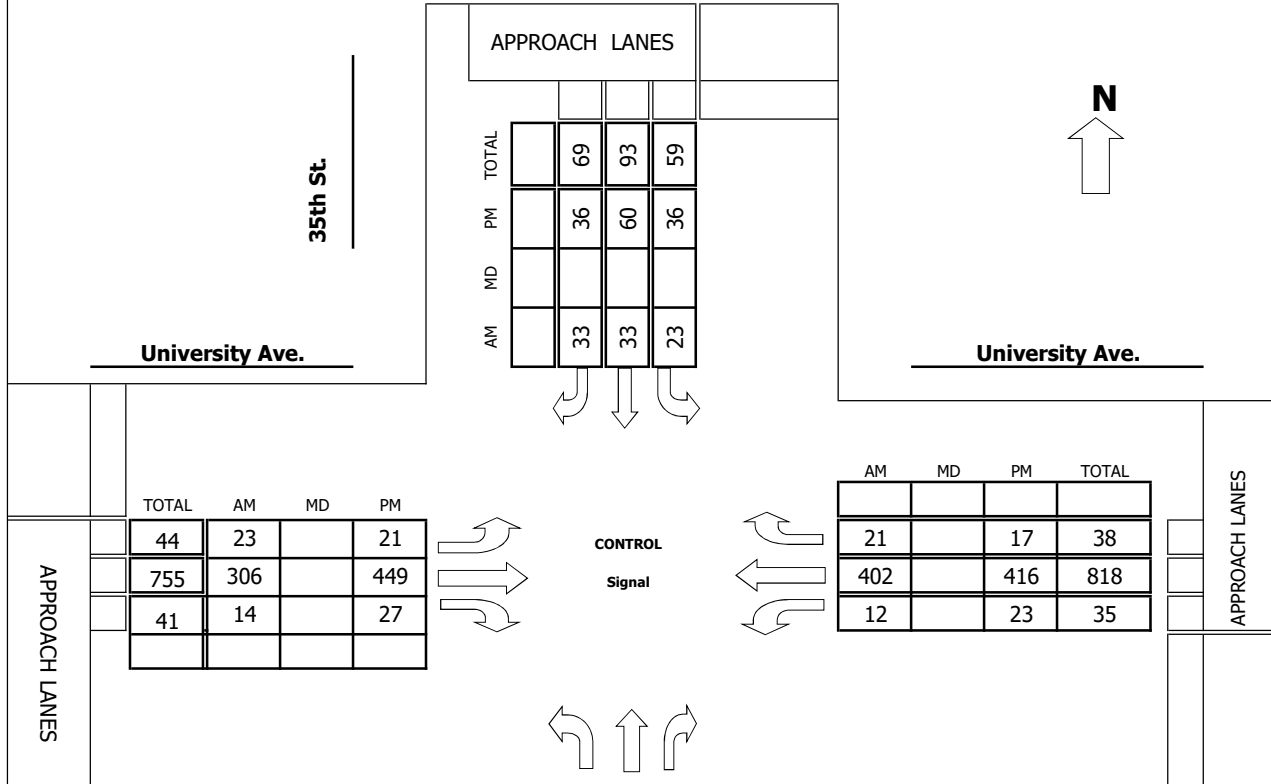 APPROACH LANES
N
TOTAL 69 93 59
35th St.
PM 36 60 36
MD
AM 33 33 23
University Ave.
University Ave.
AM MD PM TOTAL
TOTAL AM MD PM
44 23 21
21 17 38
CONTROL
755 306 449
402 416 818
Signal
41 14 27
12 23 35
APPROACH LANES
APPROACH LANES